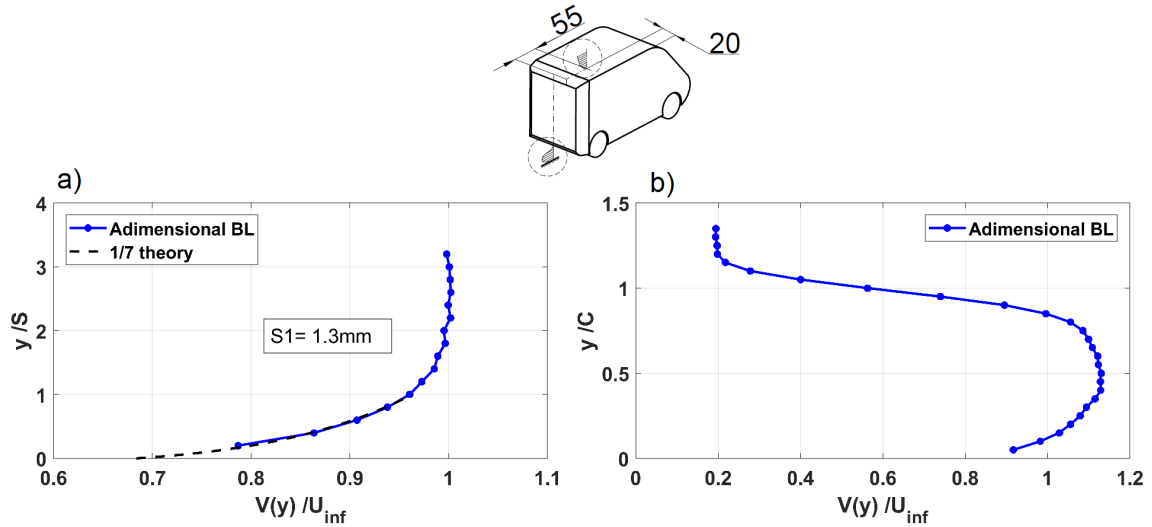 55
20
a)
b)
4
3
2
1
0
y /S
Adimensional BL
1/7 theory
S1= 1.3mm
0.6 0.7 0.8 0.9 1 1.1
V(y) /U_inf
1.5
1
0.5
0
y /C
Adimensional BL
0 0.2 0.4 0.6 0.8 1 1.2
V(y) /U_inf